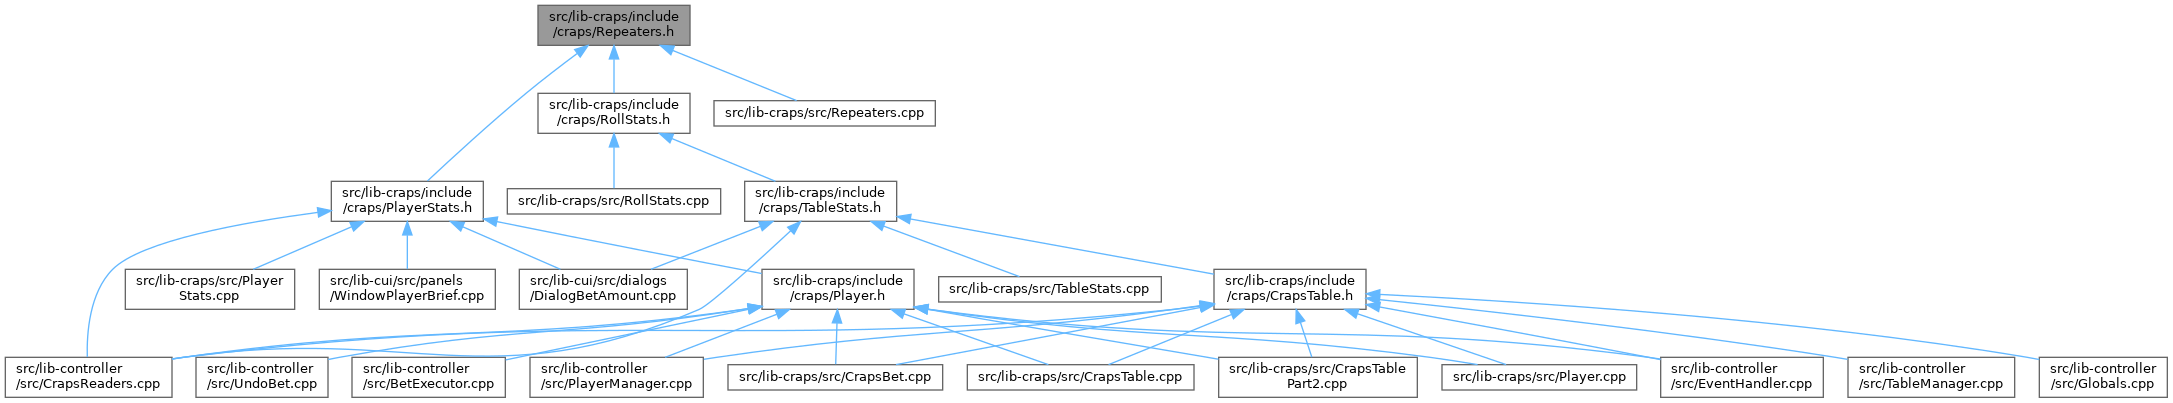 src/lib-craps/include
/craps/Repeaters.h
src/lib-craps/include
/craps/RollStats.h
src/lib-craps/src/Repeaters.cpp
src/lib-craps/include
/craps/PlayerStats.h
src/lib-craps/src/RollStats.cpp
src/lib-craps/include
/craps/TableStats.h
src/lib-craps/src/Player
Stats.cpp
src/lib-cui/src/panels
/WindowPlayerBrief.cpp
src/lib-cui/src/dialogs
/DialogBetAmount.cpp
src/lib-craps/include
/craps/Player.h
src/lib-craps/src/TableStats.cpp
src/lib-craps/include
/craps/CrapsTable.h
src/lib-controller
/src/CrapsReaders.cpp
src/lib-controller
/src/UndoBet.cpp
src/lib-controller
/src/BetExecutor.cpp
src/lib-controller
/src/PlayerManager.cpp
src/lib-craps/src/CrapsBet.cpp
src/lib-craps/src/CrapsTable.cpp
src/lib-craps/src/CrapsTable
Part2.cpp
src/lib-craps/src/Player.cpp
src/lib-controller
/src/EventHandler.cpp
src/lib-controller
/src/TableManager.cpp
src/lib-controller
/src/Globals.cpp